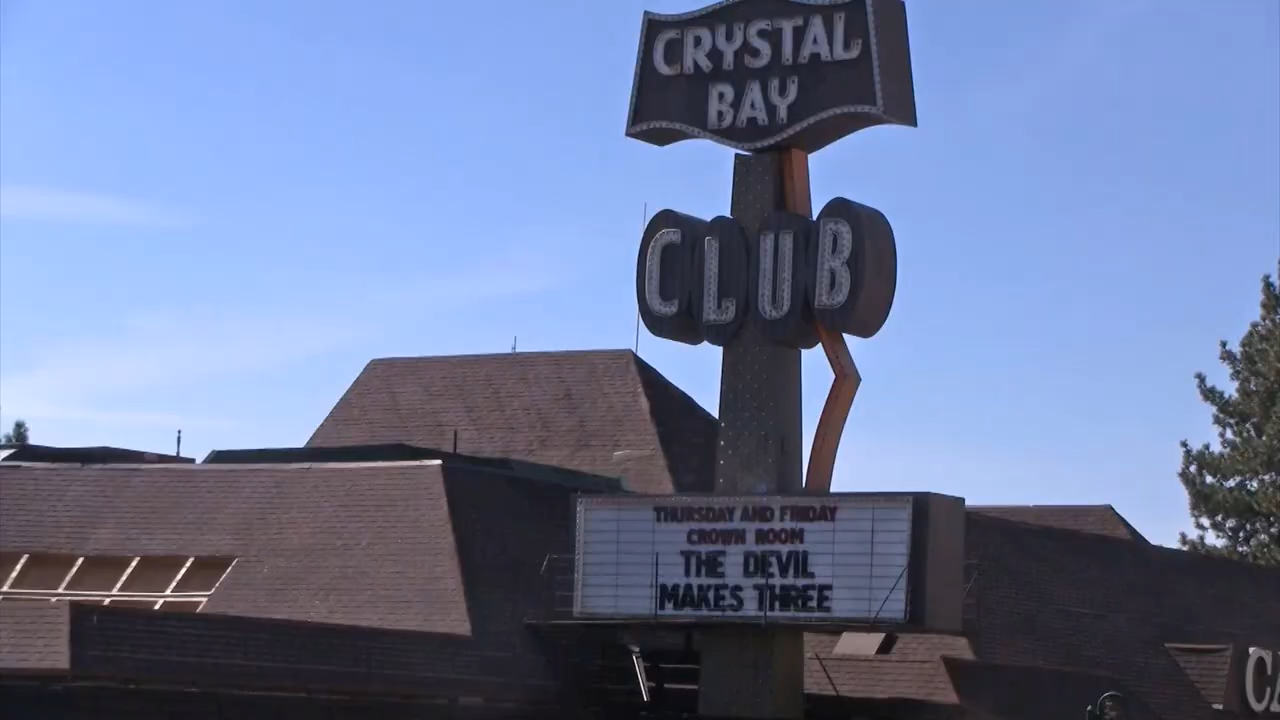 CRYSTAL
BAY
CLUB
THURSDAY AND FRIDAY
CROWN ROOM
THE DEVIL
MAKES THREE